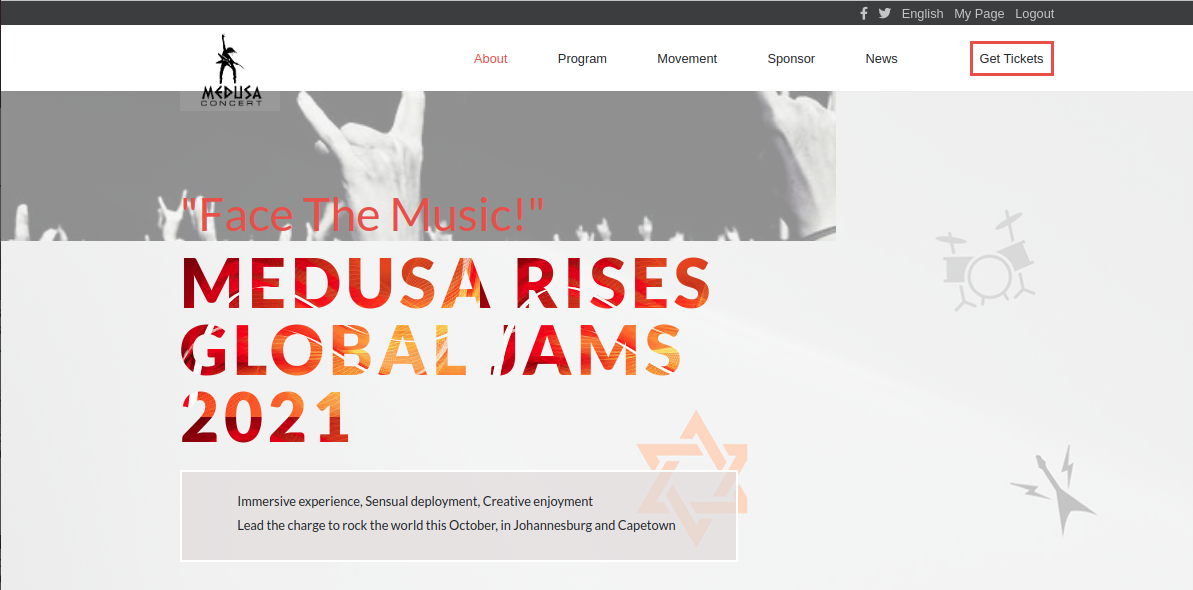 English My Page Logout
MEDUSA
CONCERT
About Program Movement Sponsor News Get Tickets
"Face The Music!"
MEDUSA RISES
GLOBAL JAMS
2021
Immersive experience, Sensual deployment, Creative enjoyment
Lead the charge to rock the world this October, in Johannesburg and Capetown